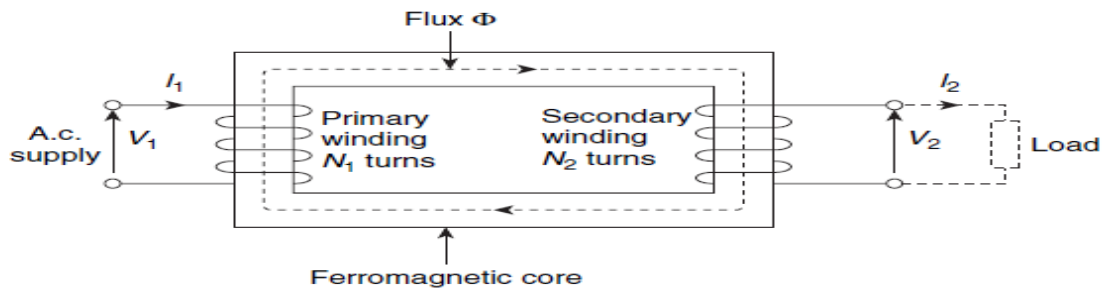 Flux Φ
I1
I2
A.c.
supply
V1
Primary
winding
N1 turns
Secondary
winding
N2 turns
V2
Load
Ferromagnetic core